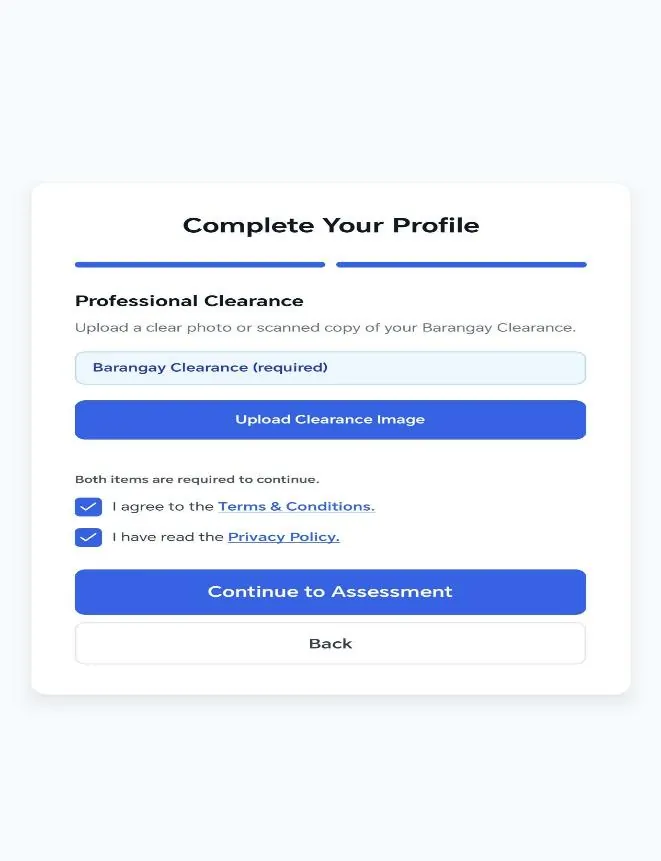 Complete Your Profile
Professional Clearance
Upload a clear photo or scanned copy of your Barangay Clearance.
Barangay Clearance (required)
Upload Clearance Image
Both items are required to continue.
I agree to the Terms & Conditions.
I have read the Privacy Policy.
Continue to Assessment
Back